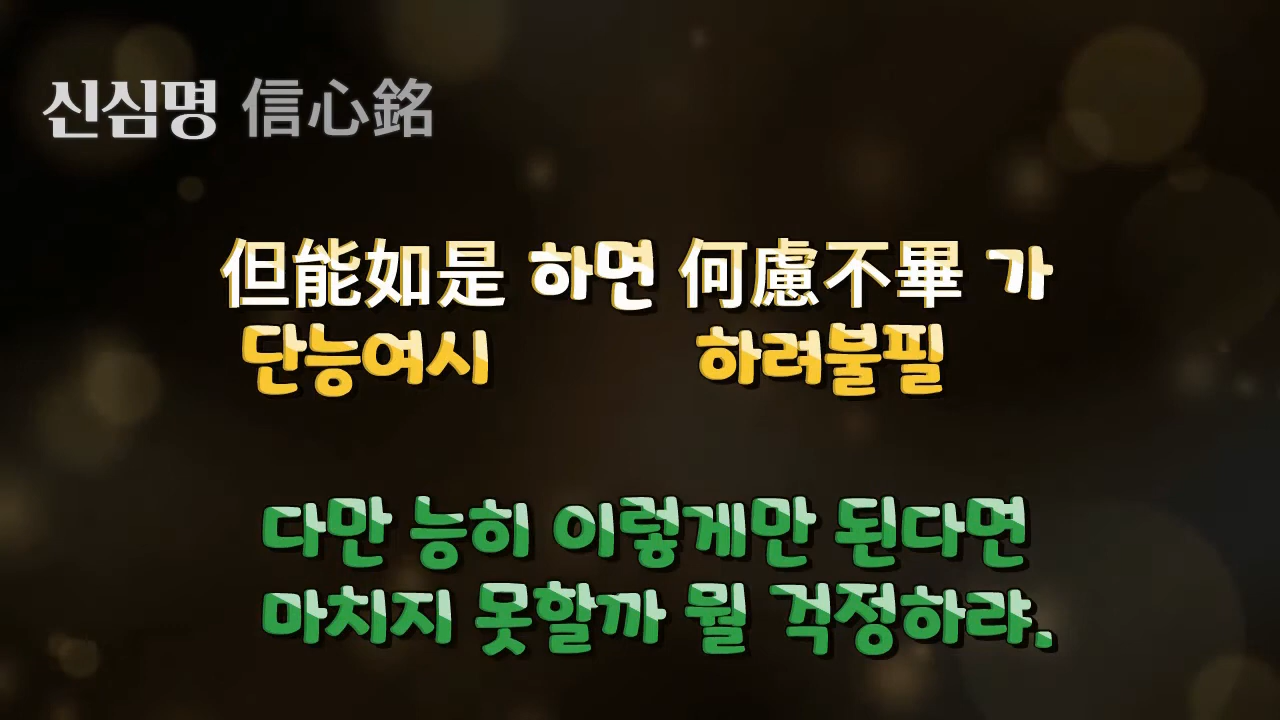 신심명 信心銘
但能如是 하면 何慮不畢 가
단능여시 하려불필
다만 능히 이렇게만 된다면
마치지 못할까 뭘 걱정하랴.